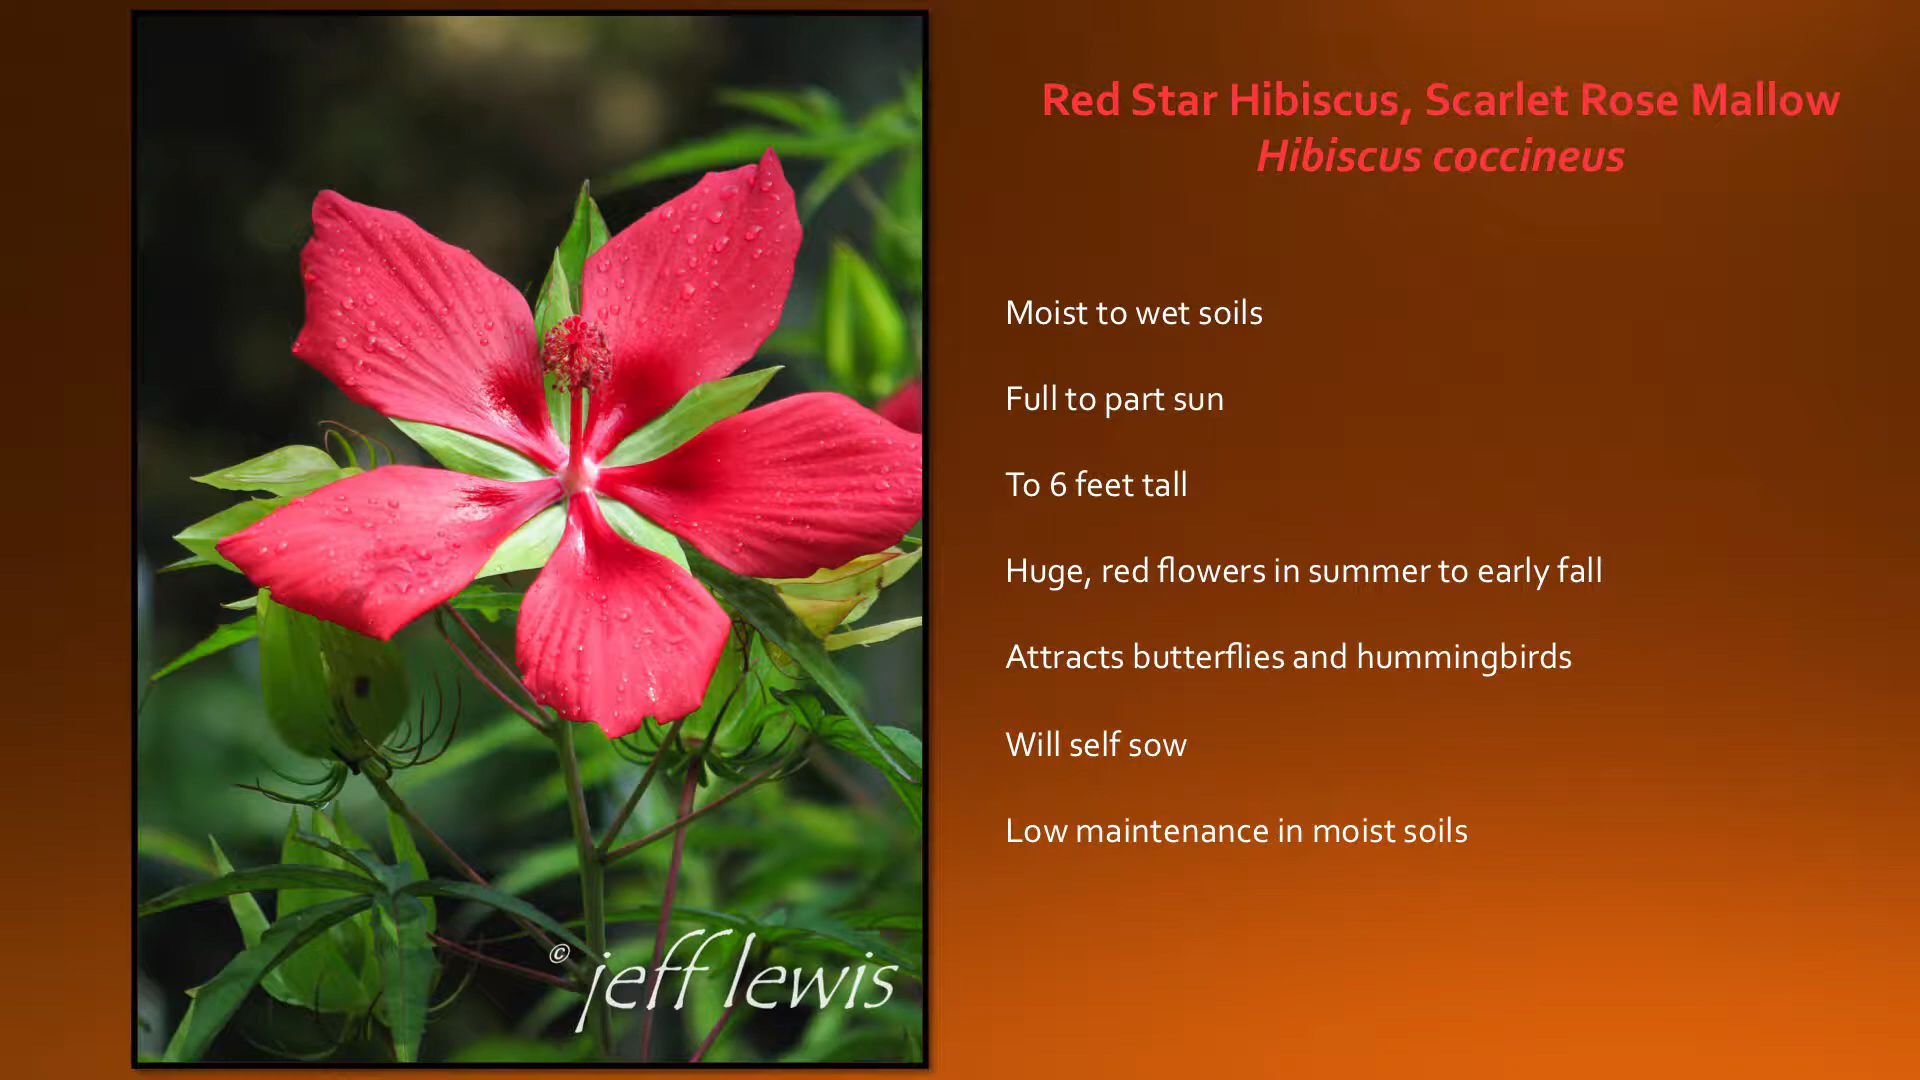 Red Star Hibiscus, Scarlet Rose Mallow
Hibiscus coccineus
Moist to wet soils
Full to part sun
To 6 feet tall
Huge, red flowers in summer to early fall
Attracts butterflies and hummingbirds
Will self sow
Low maintenance in moist soils
© jeff lewis